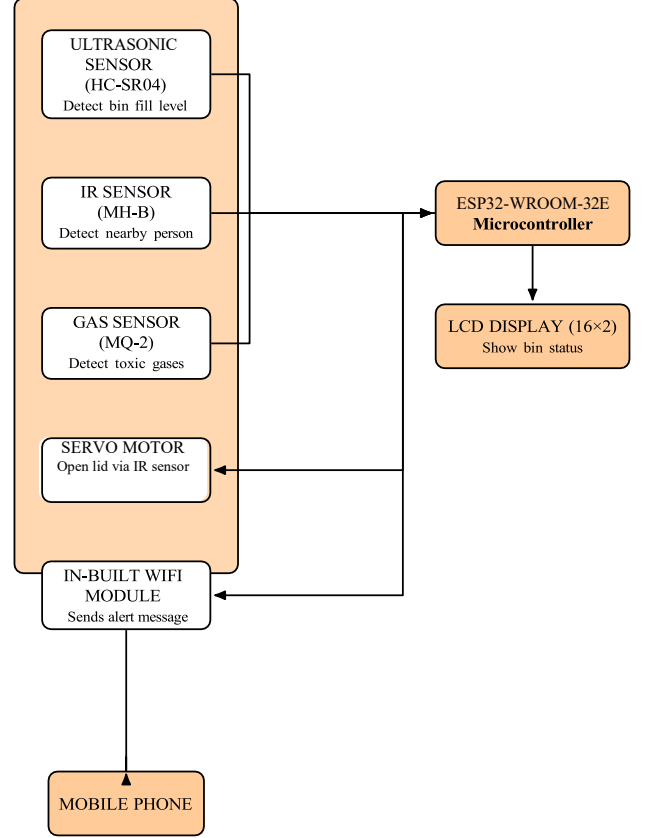 ULTRASONIC
SENSOR
(HC-SR04)
Detect bin fill level
IR SENSOR
(MH-B)
Detect nearby person
GAS SENSOR
(MQ-2)
Detect toxic gases
SERVO MOTOR
Open lid via IR sensor
IN-BUILT WIFI
MODULE
Sends alert message
MOBILE PHONE
ESP32-WROOM-32E
Microcontroller
LCD DISPLAY (16×2)
Show bin status